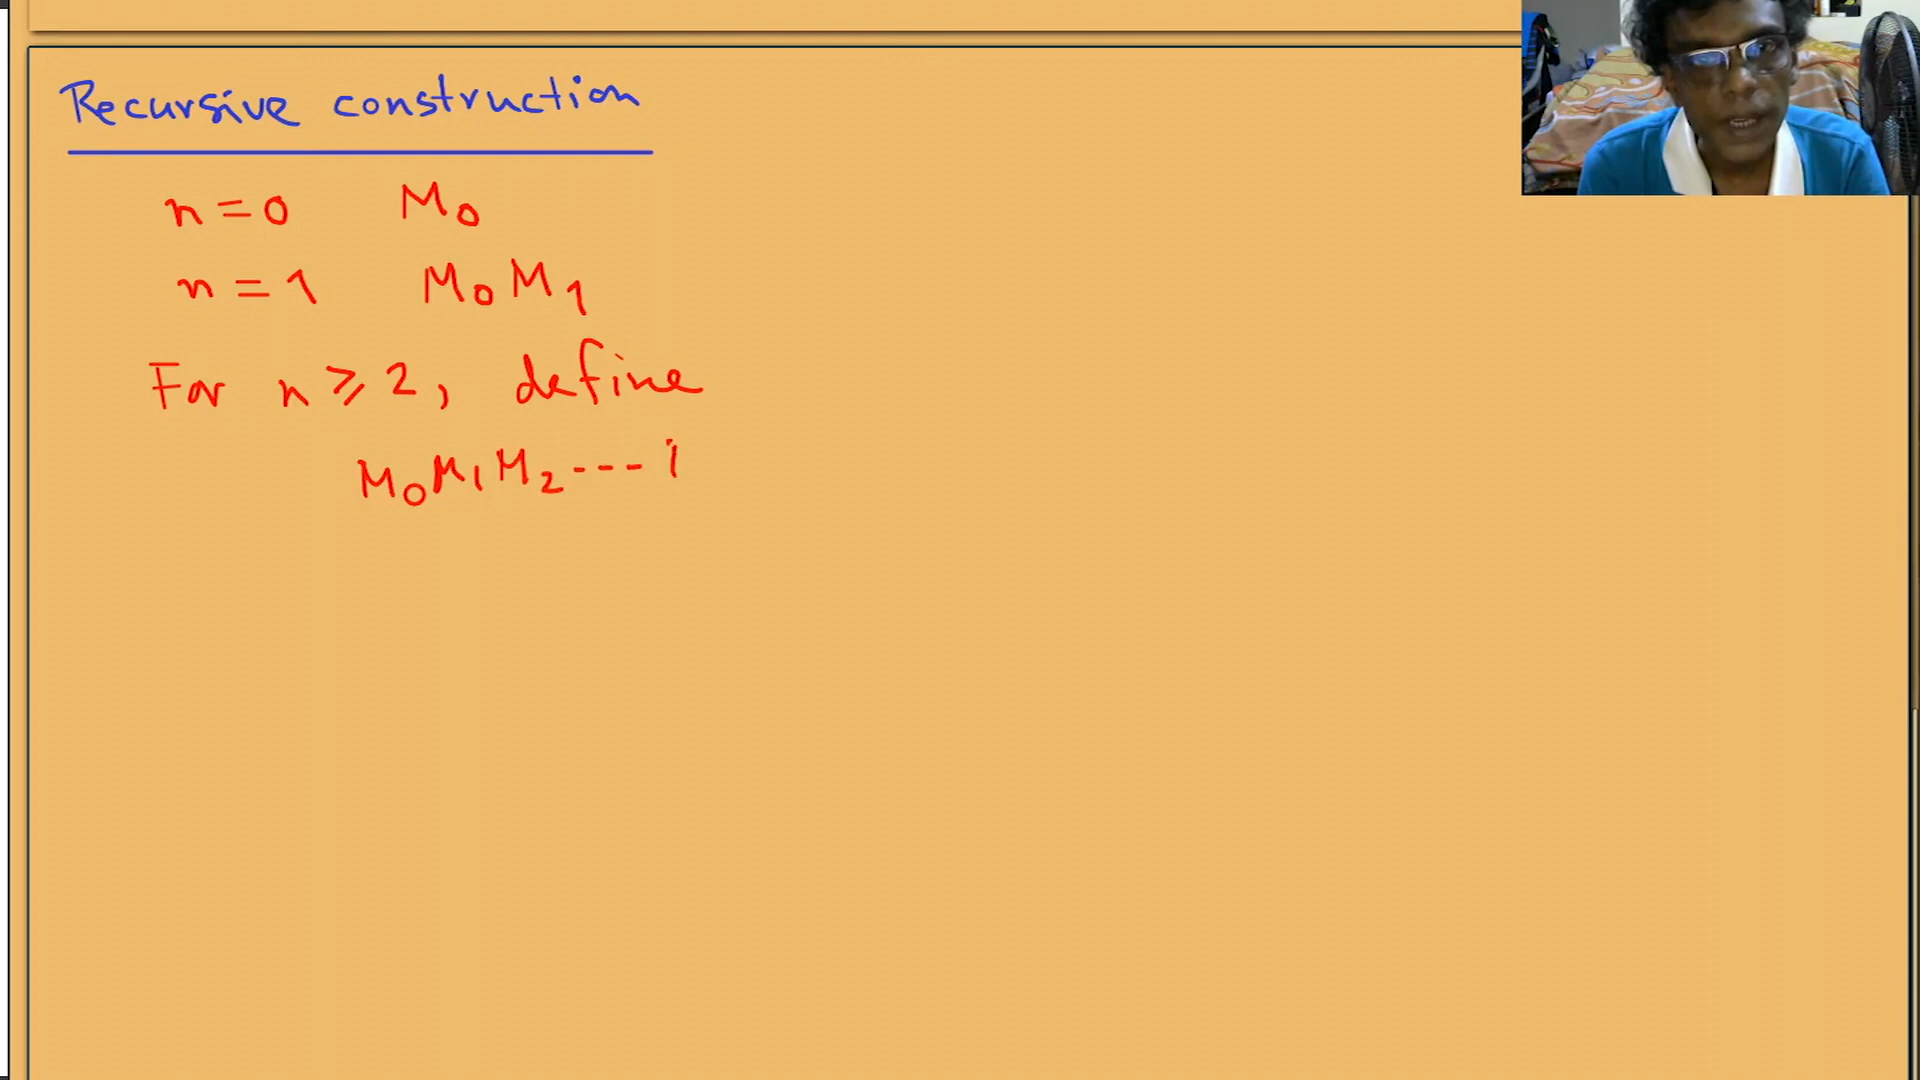 Recursive construction
n = 0 M₀
n = 1 M₀ M₁
For n ⩾ 2, define
M₀ M₁ M₂ ---